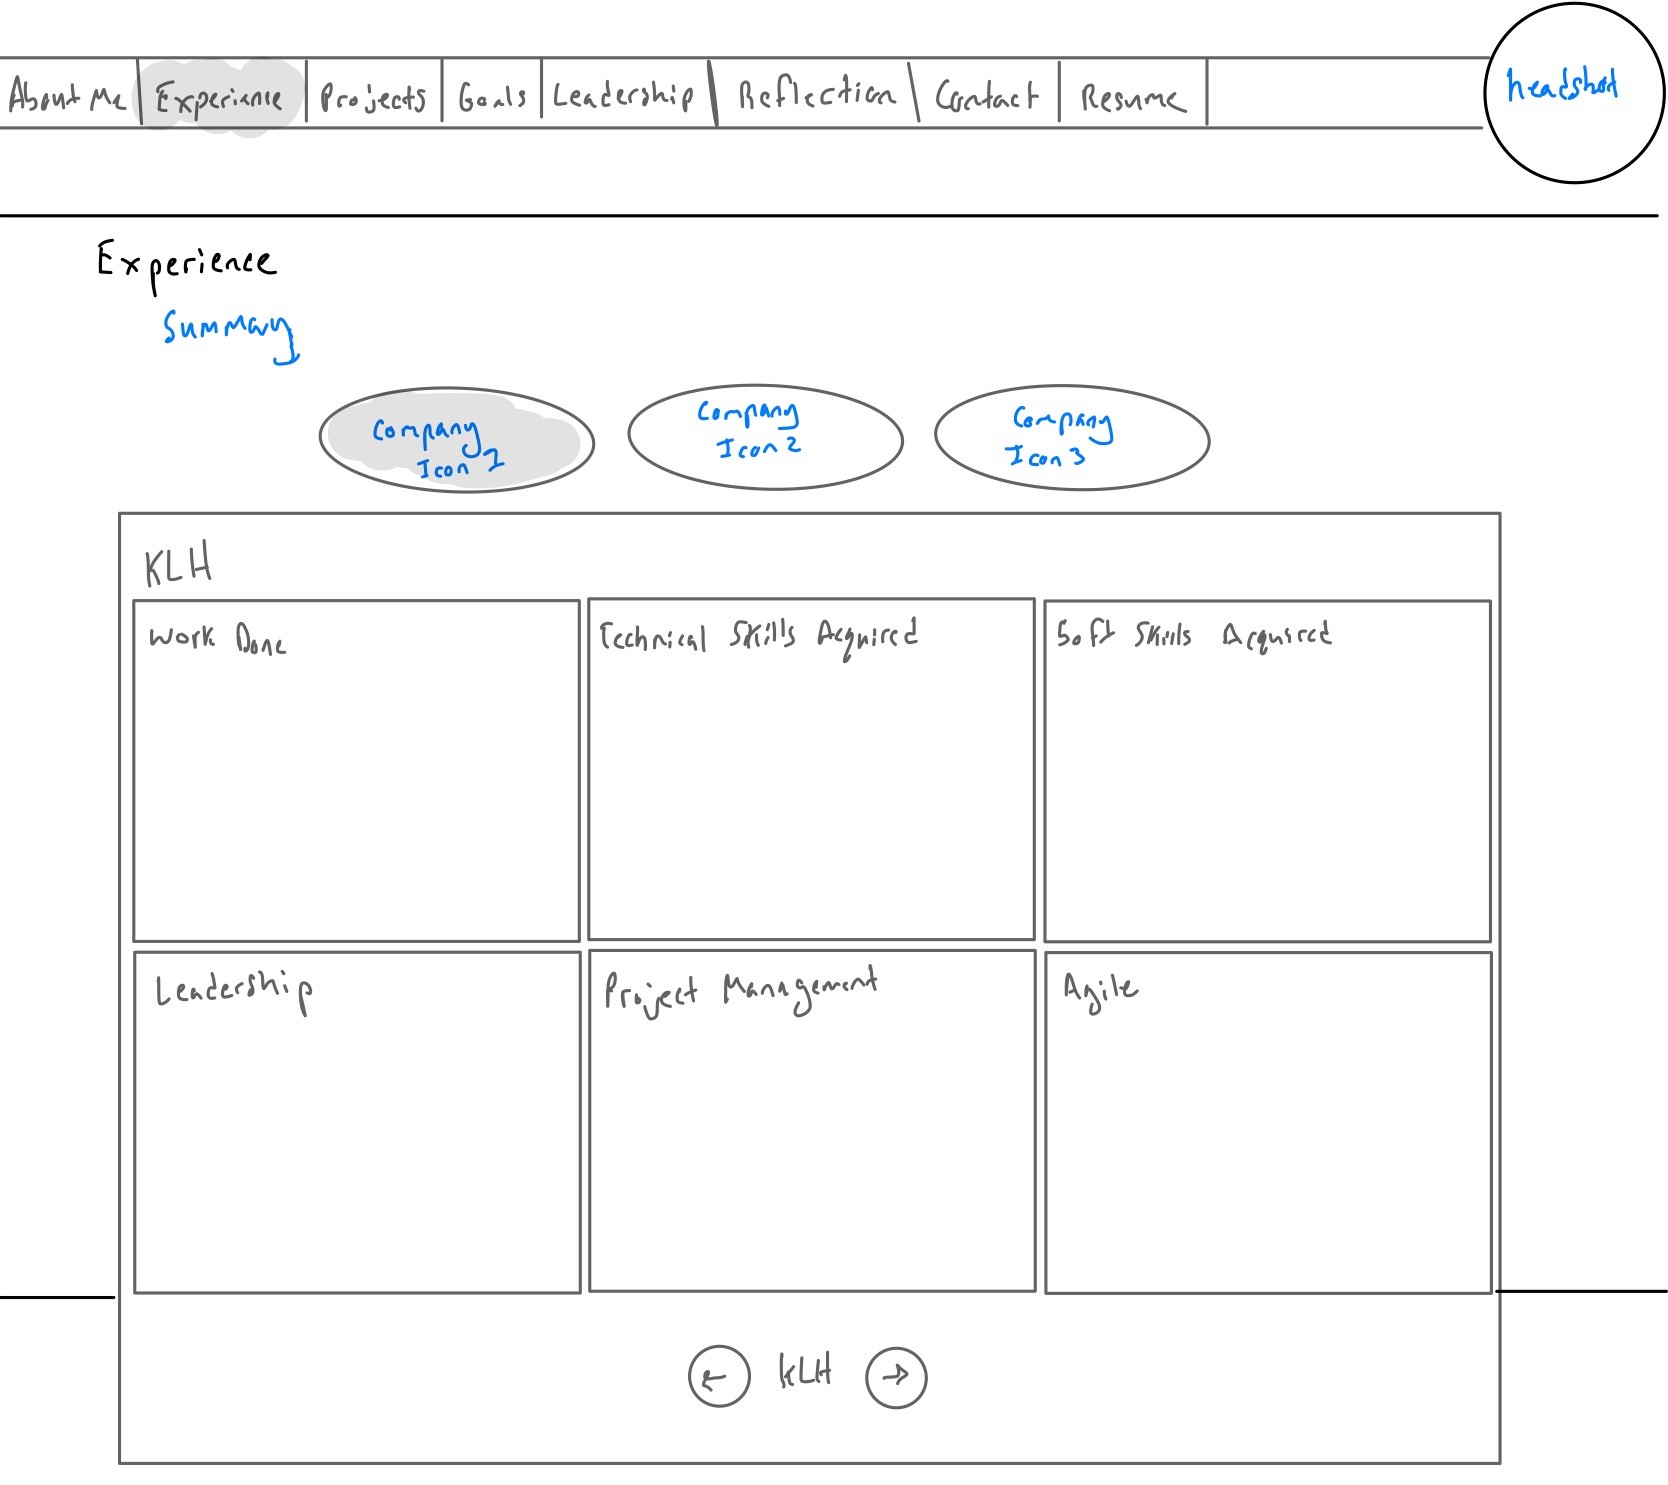 About Me Experience Projects Goals Leadership Reflection Contact Resume
headshot
Experience
Summary
Company
Icon 1
Company
Icon 2
Company
Icon 3
KLH
Work Done
Technical Skills Acquired
Soft Skills Acquired
Leadership
Project Management
Agile
← KLH →